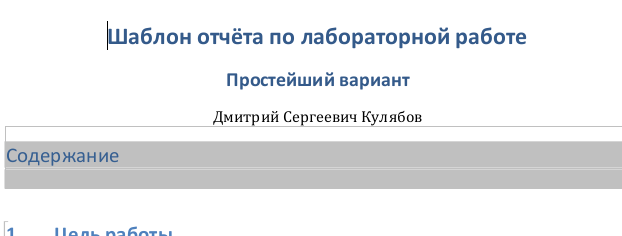 Шаблон отчёта по лабораторной работе
Простейший вариант
Дмитрий Сергеевич Кулябов
Содержание
1 Цель работы